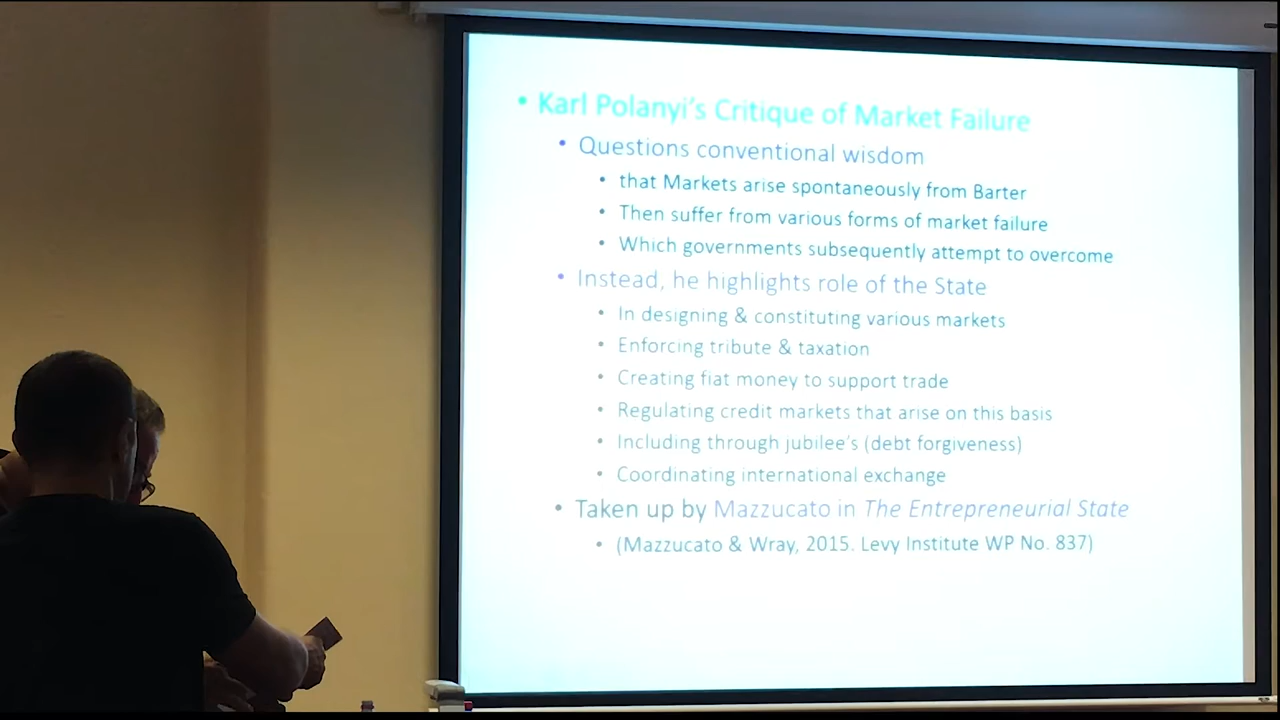 • Karl Polanyi's Critique of Market Failure
• Questions conventional wisdom
• that Markets arise spontaneously from Barter
• Then suffer from various forms of market failure
• Which governments subsequently attempt to overcome
• Instead, he highlights role of the State
• In designing & constituting various markets
• Enforcing tribute & taxation
• Creating fiat money to support trade
• Regulating credit markets that arise on this basis
• Including through jubilee's (debt forgiveness)
• Coordinating international exchange
• Taken up by Mazzucato in The Entrepreneurial State
• (Mazzucato & Wray, 2015. Levy Institute WP No. 837)